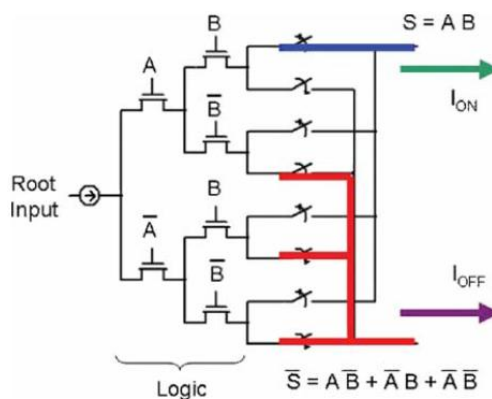 B
S = A B
A
B̅
I_ON
Root
Input
B
A̅
B̅
I_OFF
Logic
S̅ = A B̅ + A̅ B + A̅ B̅